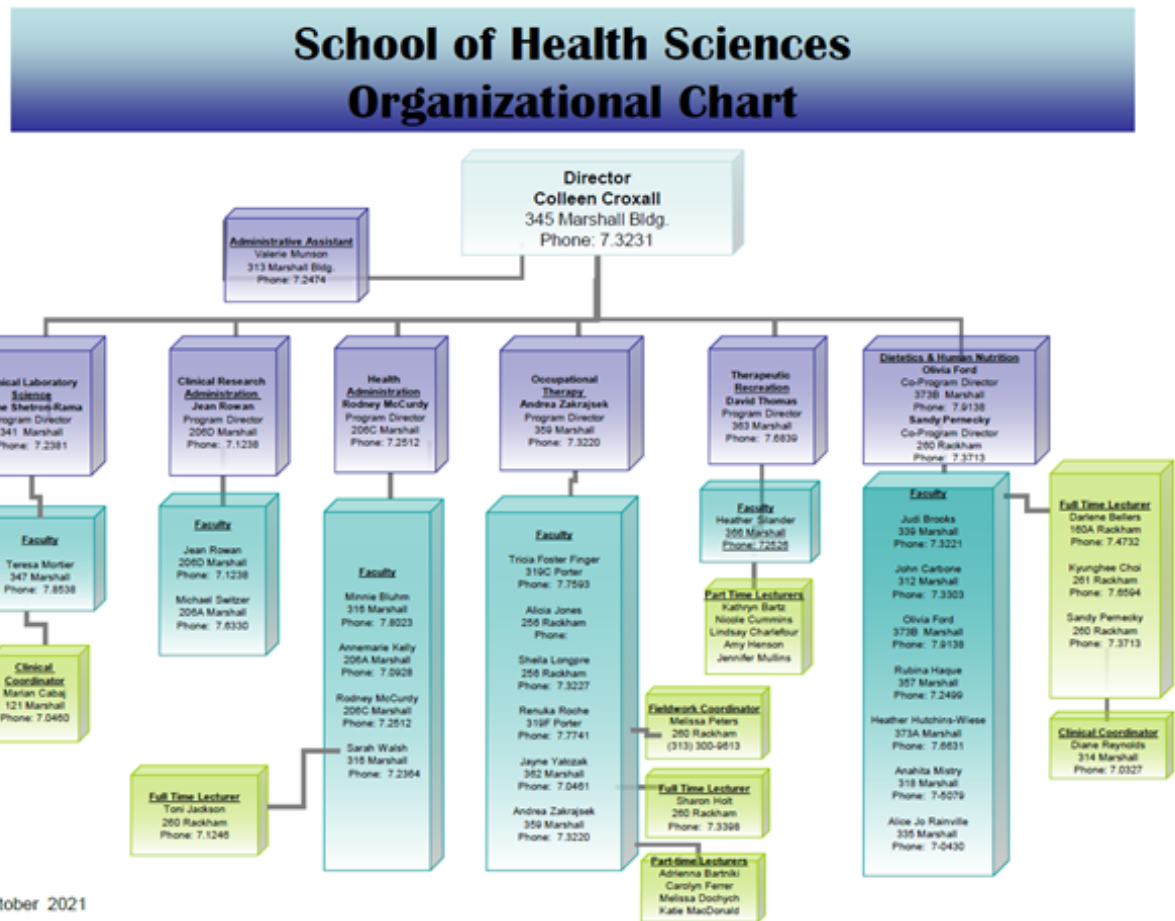 School of Health Sciences
Organizational Chart
Director
Colleen Croxall
345 Marshall Bldg.
Phone: 7.3231
Administrative Assistant
Valerie Munson
313 Marshall Bldg.
Phone: 7.2474
ical Laboratory
Science
ne Shetron-Rama
rogram Director
341 Marshall
Phone: 7.2381
Faculty
Teresa Mortier
347 Marshall
Phone: 7.8538
Clinical
Coordinator
Marian Cabaj
121 Marshall
Phone: 7.0460
Clinical Research
Administration
Jean Rowan
Program Director
206D Marshall
Phone: 7.1238
Faculty
Jean Rowan
206D Marshall
Phone: 7.1238
Michael Switzer
206A Marshall
Phone: 7.6330
Health
Administration
Rodney McCurdy
Program Director
206C Marshall
Phone: 7.2512
Faculty
Minnie Bluhm
316 Marshall
Phone: 7.8023
Annemarie Kelly
206A Marshall
Phone: 7.0928
Rodney McCurdy
206C Marshall
Phone: 7.2512
Sarah Walsh
316 Marshall
Phone: 7.2364
Full Time Lecturer
Toni Jackson
260 Rackham
Phone: 7.1246
Occupational
Therapy
Andrea Zakrajsek
Program Director
359 Marshall
Phone: 7.3220
Faculty
Tricia Foster Finger
319C Porter
Phone: 7.7593
Alicia Jones
256 Rackham
Phone:
Sheila Longpre
256 Rackham
Phone: 7.3227
Renuka Roche
319F Porter
Phone: 7.7741
Jayne Yatczak
362 Marshall
Phone: 7.0461
Andrea Zakrajsek
359 Marshall
Phone: 7.3220
Fieldwork Coordinator
Melissa Peters
260 Rackham
(313) 300-9613
Full Time Lecturer
Sharon Holt
260 Rackham
Phone: 7.3398
Part-time Lecturers
Adrienna Bartniki
Carolyn Ferrer
Melissa Dochych
Katie MacDonald
Therapeutic
Recreation
David Thomas
Program Director
363 Marshall
Phone: 7.6839
Faculty
Heather Silander
366 Marshall
Phone: 72526
Part Time Lecturers
Kathryn Bartz
Nicole Cummins
Lindsay Charlefour
Amy Henson
Jennifer Mullins
Dietetics & Human Nutrition
Olivia Ford
Co-Program Director
373B Marshall
Phone: 7.9138
Sandy Pernecky
Co-Program Director
260 Rackham
Phone: 7.3713
Faculty
Judi Brooks
339 Marshall
Phone: 7.3221
John Carbone
312 Marshall
Phone: 7.3303
Olivia Ford
373B Marshall
Phone: 7.9138
Rubina Haque
357 Marshall
Phone: 7.2499
Heather Hutchins-Wiese
373A Marshall
Phone: 7.6631
Anahita Mistry
318 Marshall
Phone: 7-6079
Alice Jo Rainville
335 Marshall
Phone: 7-0430
Full Time Lecturer
Darlene Bellers
160A Rackham
Phone: 7.4732
Kyunghee Choi
261 Rackham
Phone: 7.6594
Sandy Pernecky
260 Rackham
Phone: 7.3713
Clinical Coordinator
Diane Reynolds
314 Marshall
Phone: 7.0327
tober 2021